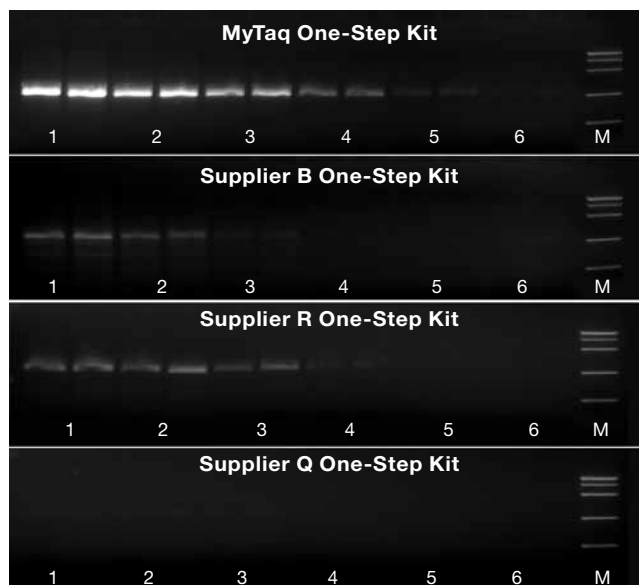 MyTaq One-Step Kit
1 2 3 4 5 6 M
Supplier B One-Step Kit
1 2 3 4 5 6 M
Supplier R One-Step Kit
1 2 3 4 5 6 M
Supplier Q One-Step Kit
1 2 3 4 5 6 M